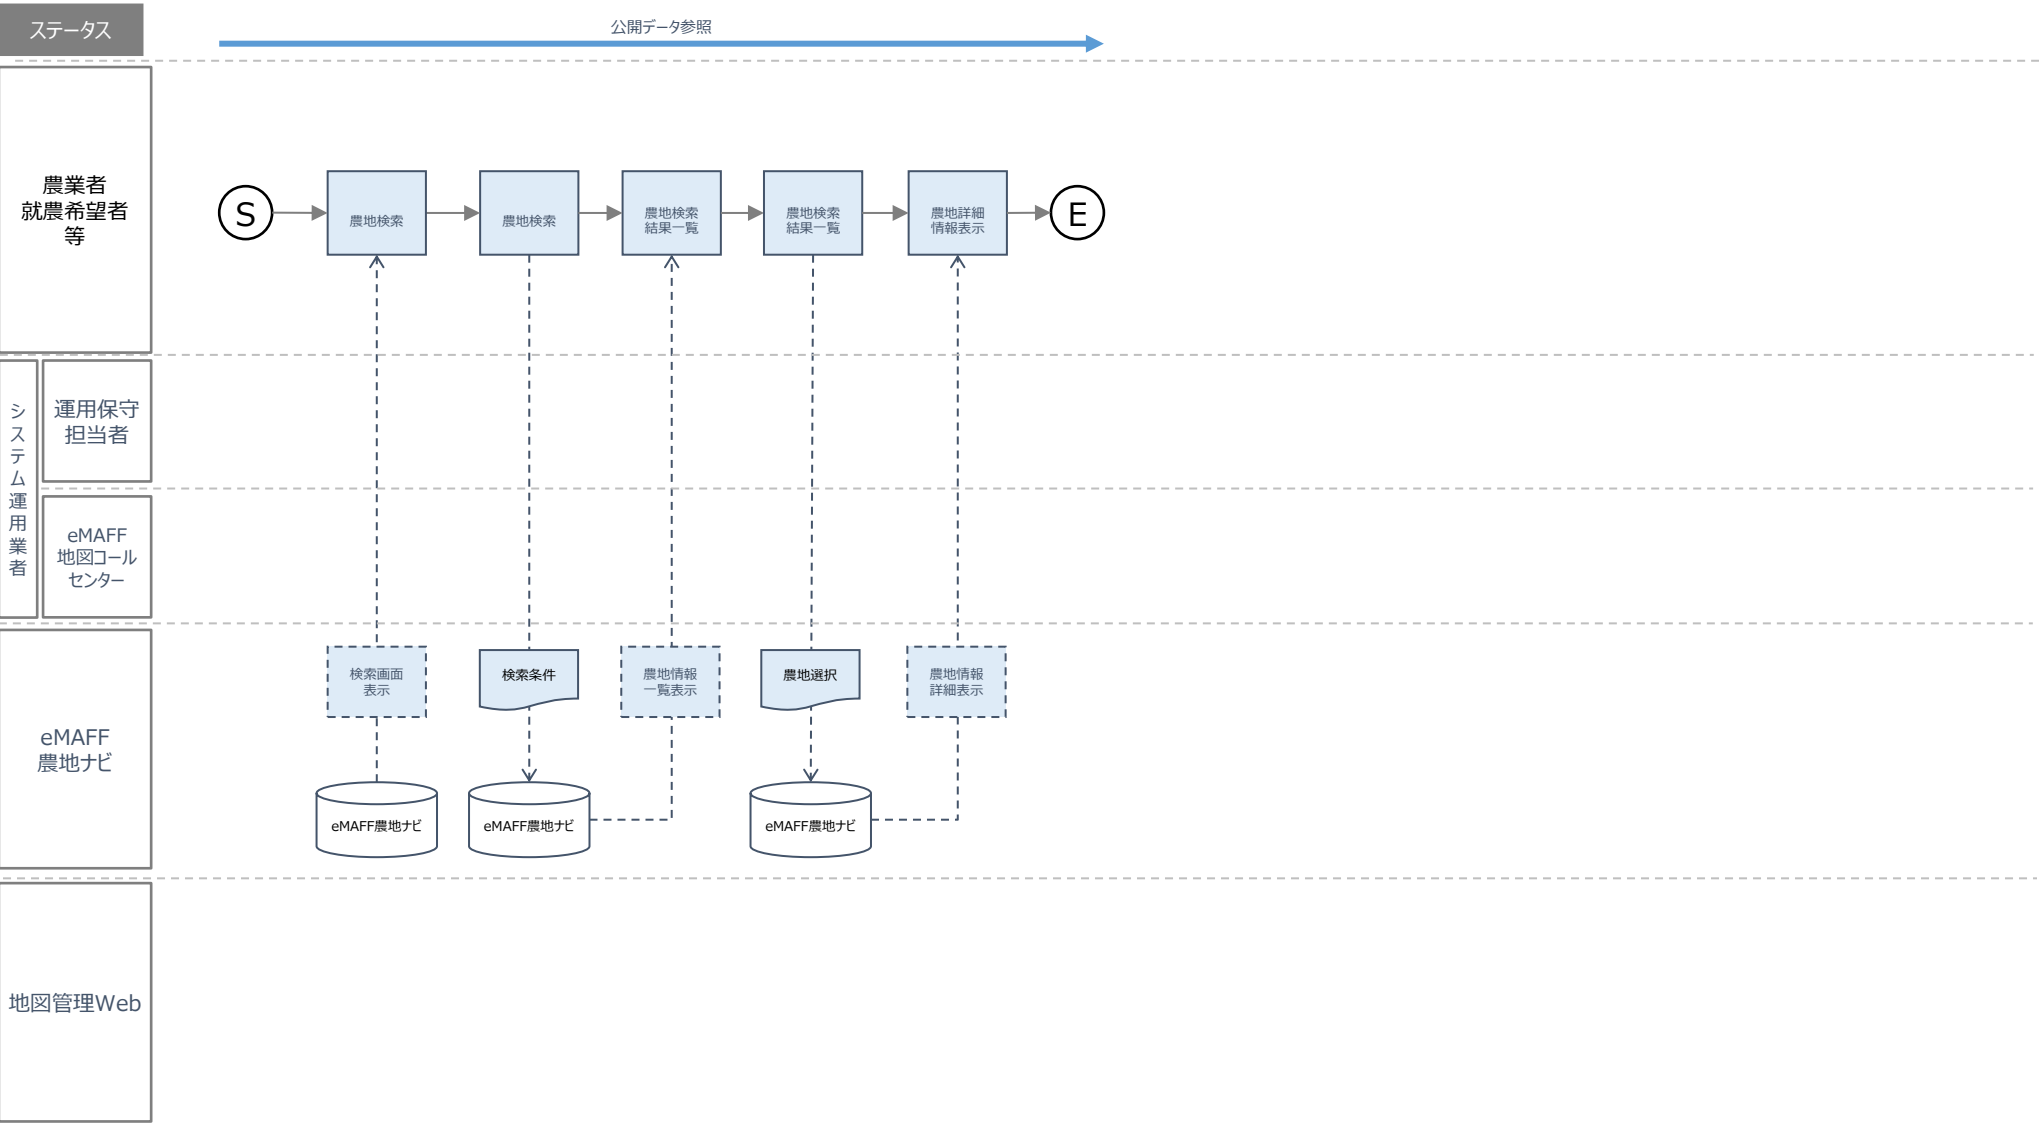 ステータス
公開データ参照
農業者
就農希望者
等
S
農地検索
農地検索
農地検索
結果一覧
農地検索
結果一覧
農地詳細
情報表示
E
システム運用業者
運用保守
担当者
eMAFF
地図コール
センター
eMAFF
農地ナビ
検索画面
表示
検索条件
農地情報
一覧表示
農地選択
農地情報
詳細表示
eMAFF農地ナビ
eMAFF農地ナビ
eMAFF農地ナビ
地図管理Web